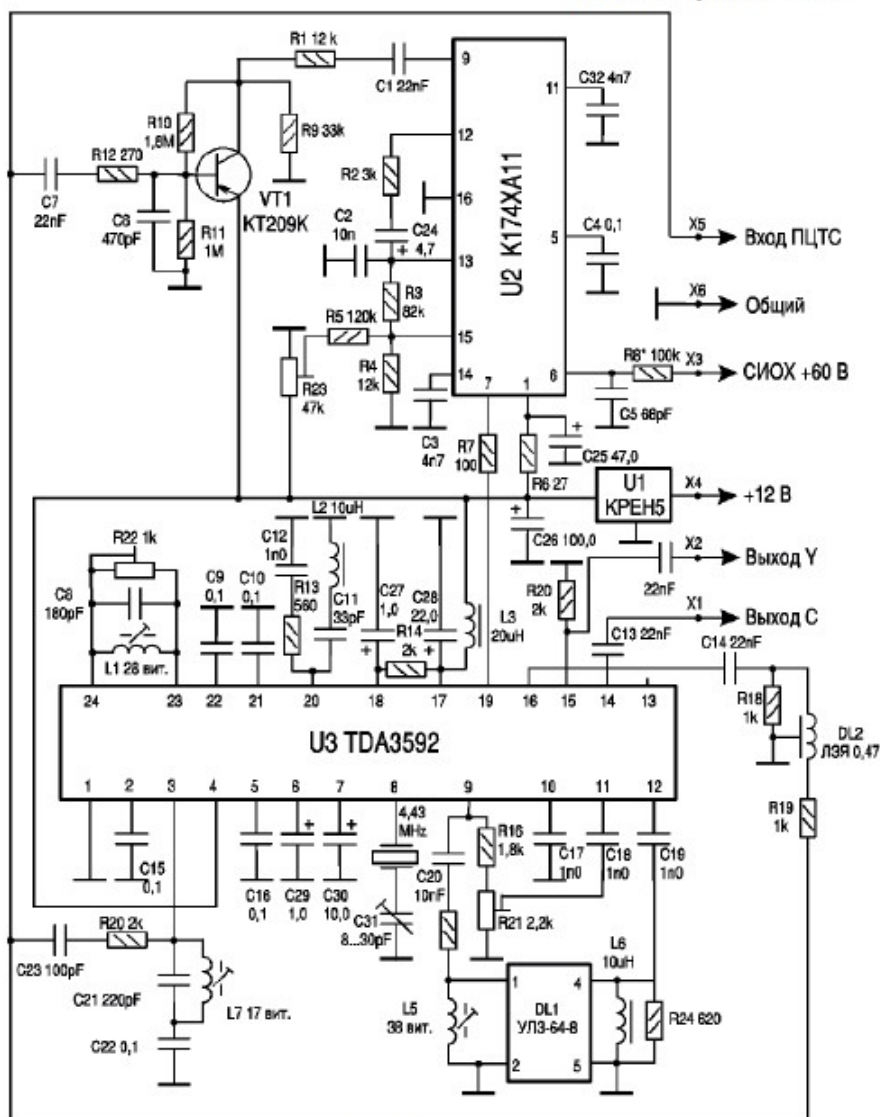 R1 12 k
C1 22nF
9
C32 4n7
11
R10
1,6M
R9 33k
12
R12 270
R2 3k
VT1
КТ209К
16
C7
22nF
C6
470pF
R11
1M
C2
10n
C24
4,7
+
13
U2 К174ХА11
C4 0,1
5
X5
Вход ПЦТС
X6
Общий
R3
82k
R5 120k
15
R4
12k
R23
47k
14
C3
4n7
7
1
6
R8* 100k
X3
СИОХ +60 В
C5 68pF
R7
100
+
C25 47,0
R6 27
U1
КРЕН5
X4
+12 В
+
C26 100,0
X2
Выход Y
22nF
R22 1k
C8
180pF
L1 28 вит.
C9
0,1
C10
0,1
C12
1n0
L2 10uH
R13
560
C11
33pF
C27
1,0
+
R14
2k
C28
22,0
+
L3
20uH
R20
2k
X1
Выход С
C13 22nF
C14 22nF
24
23
22
21
20
18
17
19
16
15
14
13
R18
1k
DL2
ЛЗЯ 0,47
U3 TDA3592
R19
1k
1
2
3
4
5
6
7
8
9
10
11
12
C15
0,1
C16
0,1
+
C29
1,0
+
C30
10,0
4,43
MHz
C31
8...30pF
C20
10nF
R16
1,8k
R21 2,2k
C17
1n0
C18
1n0
C19
1n0
C23 100pF
R20 2k
C21 220pF
L7 17 вит.
C22 0,1
L5
38 вит.
1
2
DL1
УЛЗ-64-8
4
5
L6
10uH
R24 620